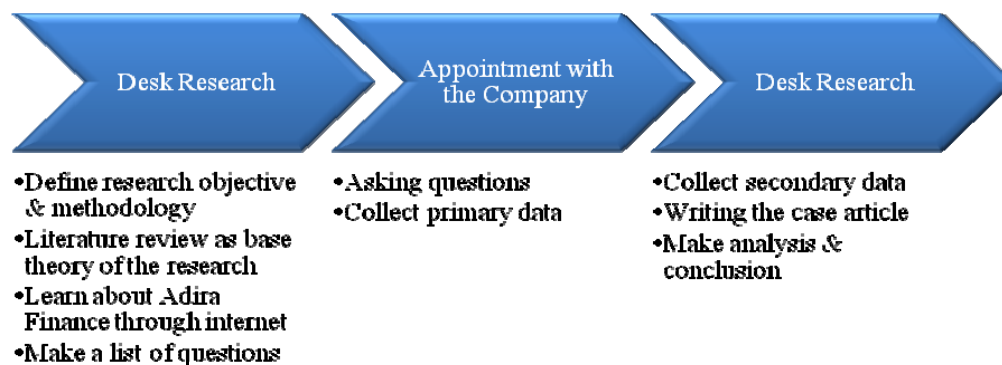 Desk Research
•Define research objective
& methodology
•Literature review as base
theory of the research
•Learn about Adira
Finance through internet
•Make a list of questions
Appointment with
the Company
•Asking questions
•Collect primary data
Desk Research
•Collect secondary data
•Writing the case article
•Make analysis &
conclusion